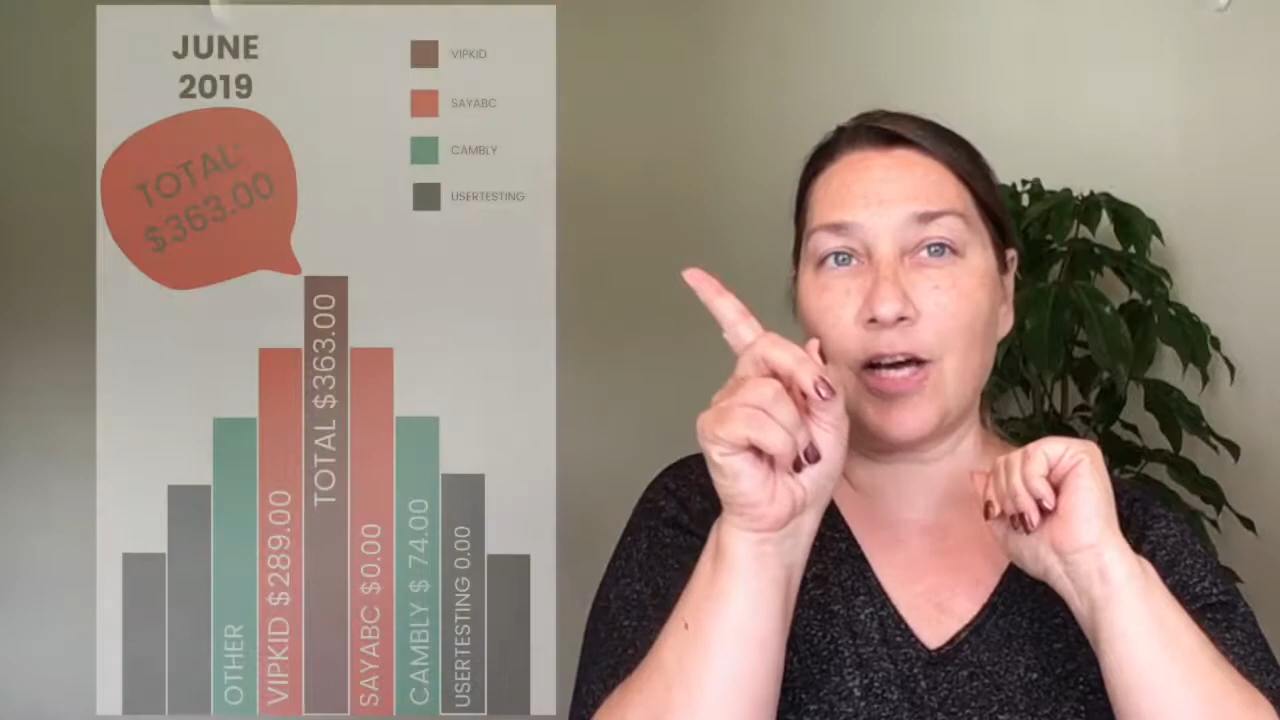 JUNE
2019
TOTAL:
$363.00
VIPKID
SAYABC
CAMBLY
USERTESTING
OTHER
VIPKID $289.00
TOTAL $363.00
SAYABC $0.00
CAMBLY $ 74.00
USERTESTING 0.00